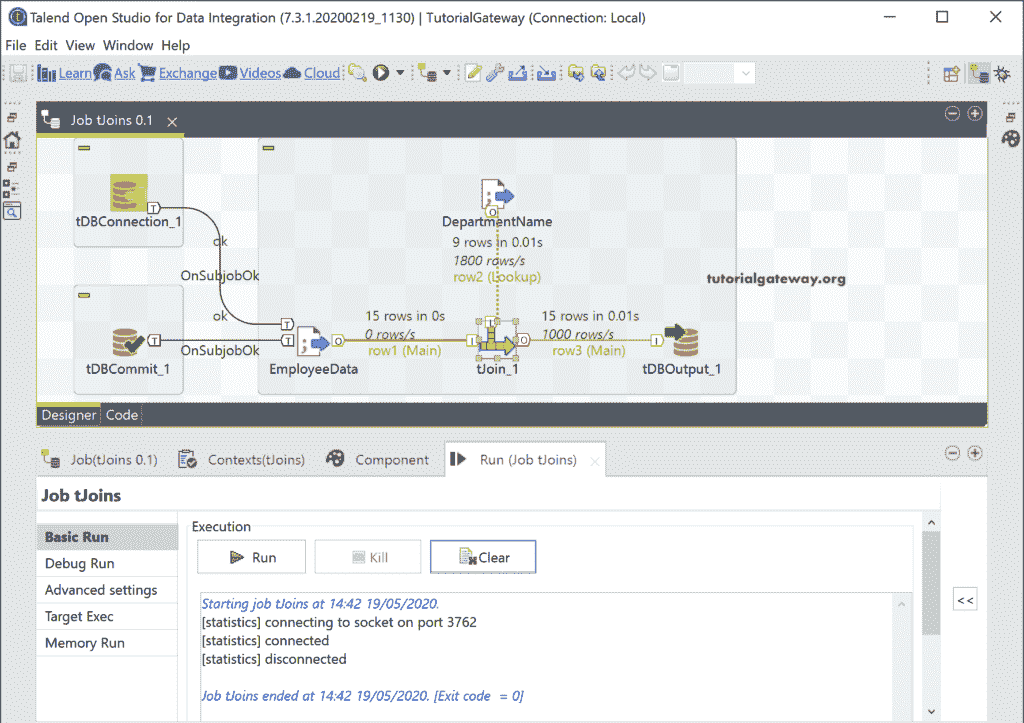 Talend Open Studio for Data Integration (7.3.1.20200219_1130) | TutorialGateway (Connection: Local)
File Edit View Window Help
Learn Ask Exchange Videos Cloud
Job tJoins 0.1
tDBConnection_1
T
ok
OnSubjobOk
DepartmentName
O
9 rows in 0.01s
1800 rows/s
row2 (Lookup)
tutorialgateway.org
ok
OnSubjobOk
T
T
T
tDBCommit_1
EmployeeData
O
15 rows in 0s
0 rows/s
row1 (Main)
I
I
tJoin_1
O
15 rows in 0.01s
1000 rows/s
row3 (Main)
I
tDBOutput_1
Designer Code
Job(tJoins 0.1) Contexts(tJoins) Component Run (Job tJoins)
Job tJoins
Basic Run
Debug Run
Advanced settings
Target Exec
Memory Run
Execution
Run Kill Clear
Starting job tJoins at 14:42 19/05/2020.
[statistics] connecting to socket on port 3762
[statistics] connected
[statistics] disconnected
Job tJoins ended at 14:42 19/05/2020. [Exit code = 0]
<<